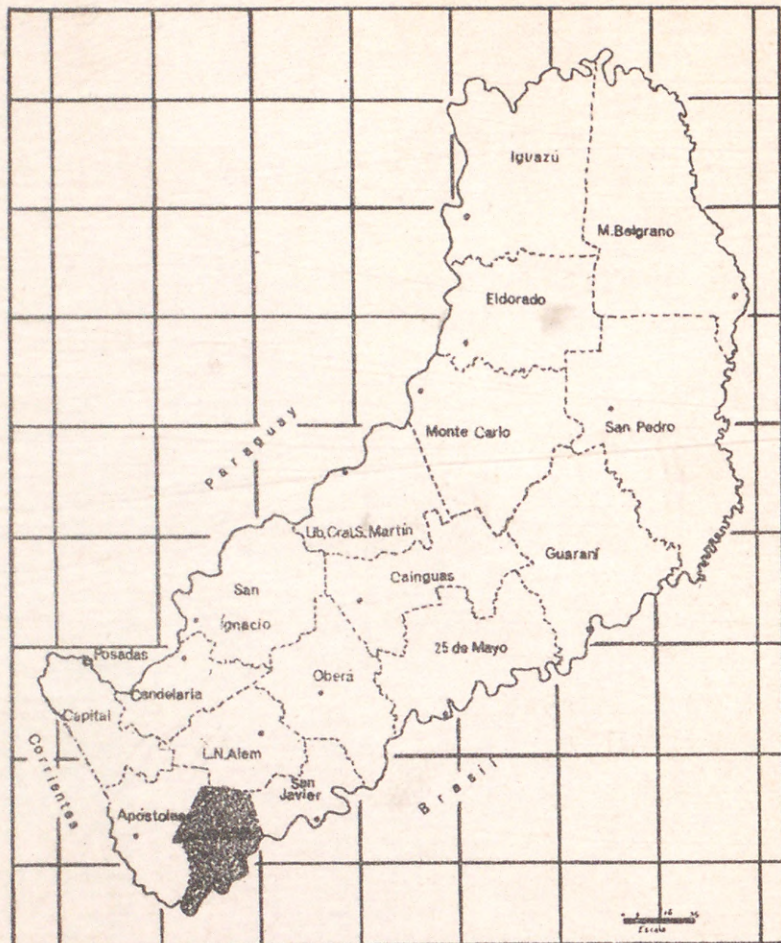 Iguazú
M. Belgrano
Eldorado
Paraguay
Monte Carlo
San Pedro
Lib. Gral. S. Martín
Guaraní
San
Ignacio
Cainguas
Posadas
25 de Mayo
Candelaria
Oberá
Capital
Corrientes
L.N. Alem
San
Javier
Brasil
Apóstoles
Escala